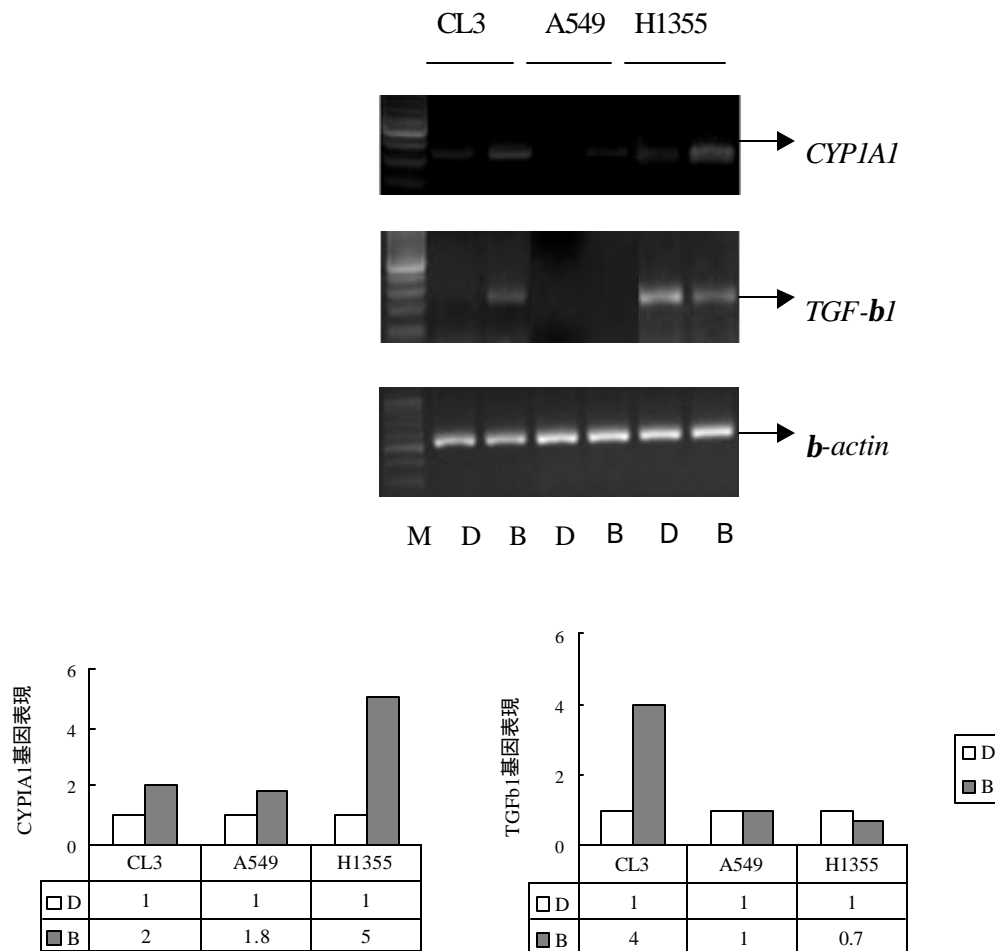 CL3 A549 H1355
CYP1A1
TGF-b1
b-actin
M D B D B D B
CYPIA1基因表現
6
4
2
0
CL3 A549 H1355
D 1 1 1
B 2 1.8 5
TGFb1基因表現
6
4
2
0
CL3 A549 H1355
D 1 1 1
B 4 1 0.7
D
B